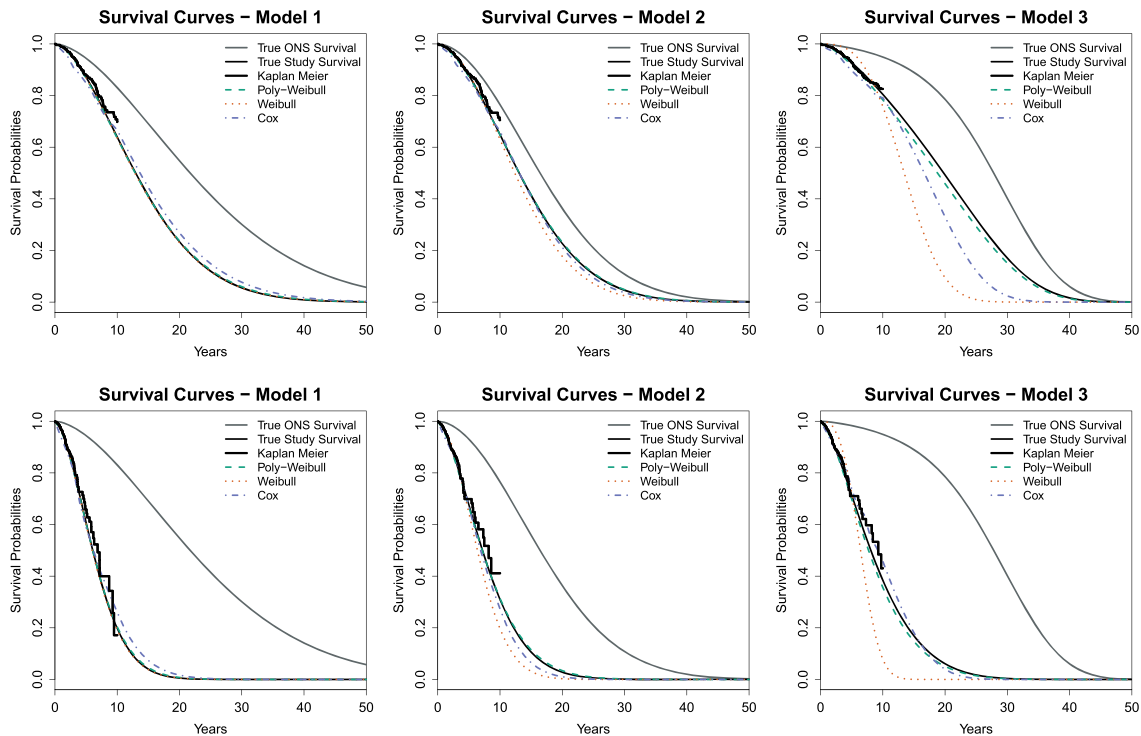 Survival Curves − Model 1
Survival Probabilities
1.0
0.8
0.6
0.4
0.2
0.0
True ONS Survival
True Study Survival
Kaplan Meier
Poly−Weibull
Weibull
Cox
0 10 20 30 40 50
Years
Survival Curves − Model 2
Survival Probabilities
1.0
0.8
0.6
0.4
0.2
0.0
True ONS Survival
True Study Survival
Kaplan Meier
Poly−Weibull
Weibull
Cox
0 10 20 30 40 50
Years
Survival Curves − Model 3
Survival Probabilities
1.0
0.8
0.6
0.4
0.2
0.0
True ONS Survival
True Study Survival
Kaplan Meier
Poly−Weibull
Weibull
Cox
0 10 20 30 40 50
Years
Survival Curves − Model 1
Survival Probabilities
1.0
0.8
0.6
0.4
0.2
0.0
True ONS Survival
True Study Survival
Kaplan Meier
Poly−Weibull
Weibull
Cox
0 10 20 30 40 50
Years
Survival Curves − Model 2
Survival Probabilities
1.0
0.8
0.6
0.4
0.2
0.0
True ONS Survival
True Study Survival
Kaplan Meier
Poly−Weibull
Weibull
Cox
0 10 20 30 40 50
Years
Survival Curves − Model 3
Survival Probabilities
1.0
0.8
0.6
0.4
0.2
0.0
True ONS Survival
True Study Survival
Kaplan Meier
Poly−Weibull
Weibull
Cox
0 10 20 30 40 50
Years